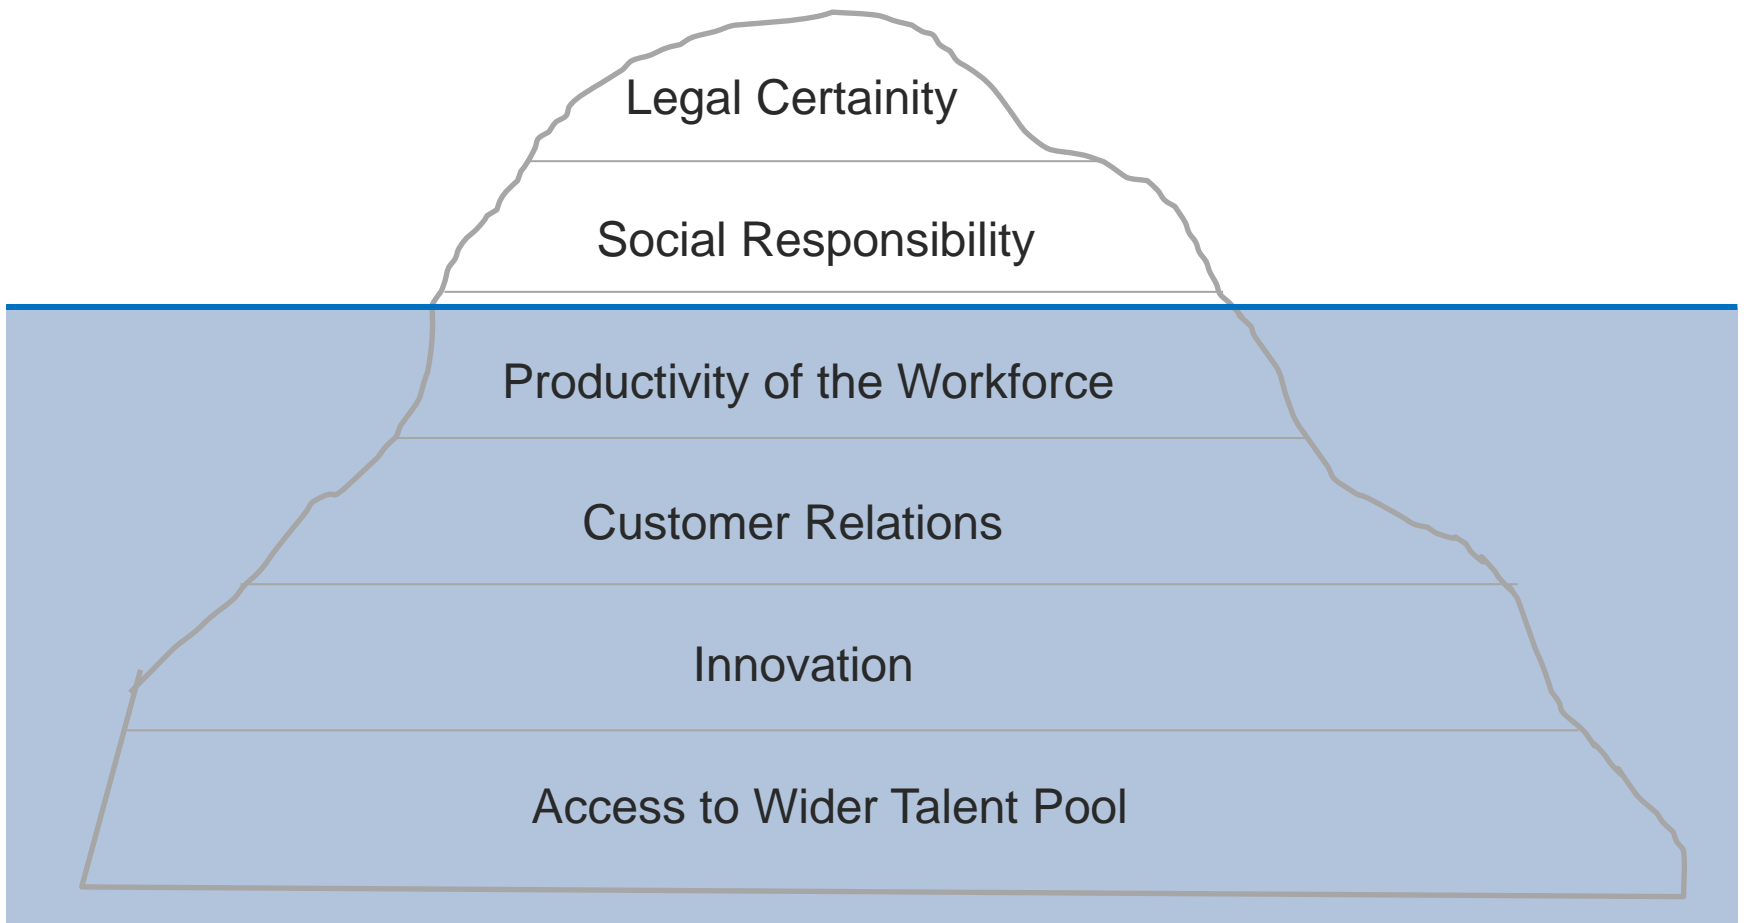 Legal Certainity
Social Responsibility
Productivity of the Workforce
Customer Relations
Innovation
Access to Wider Talent Pool